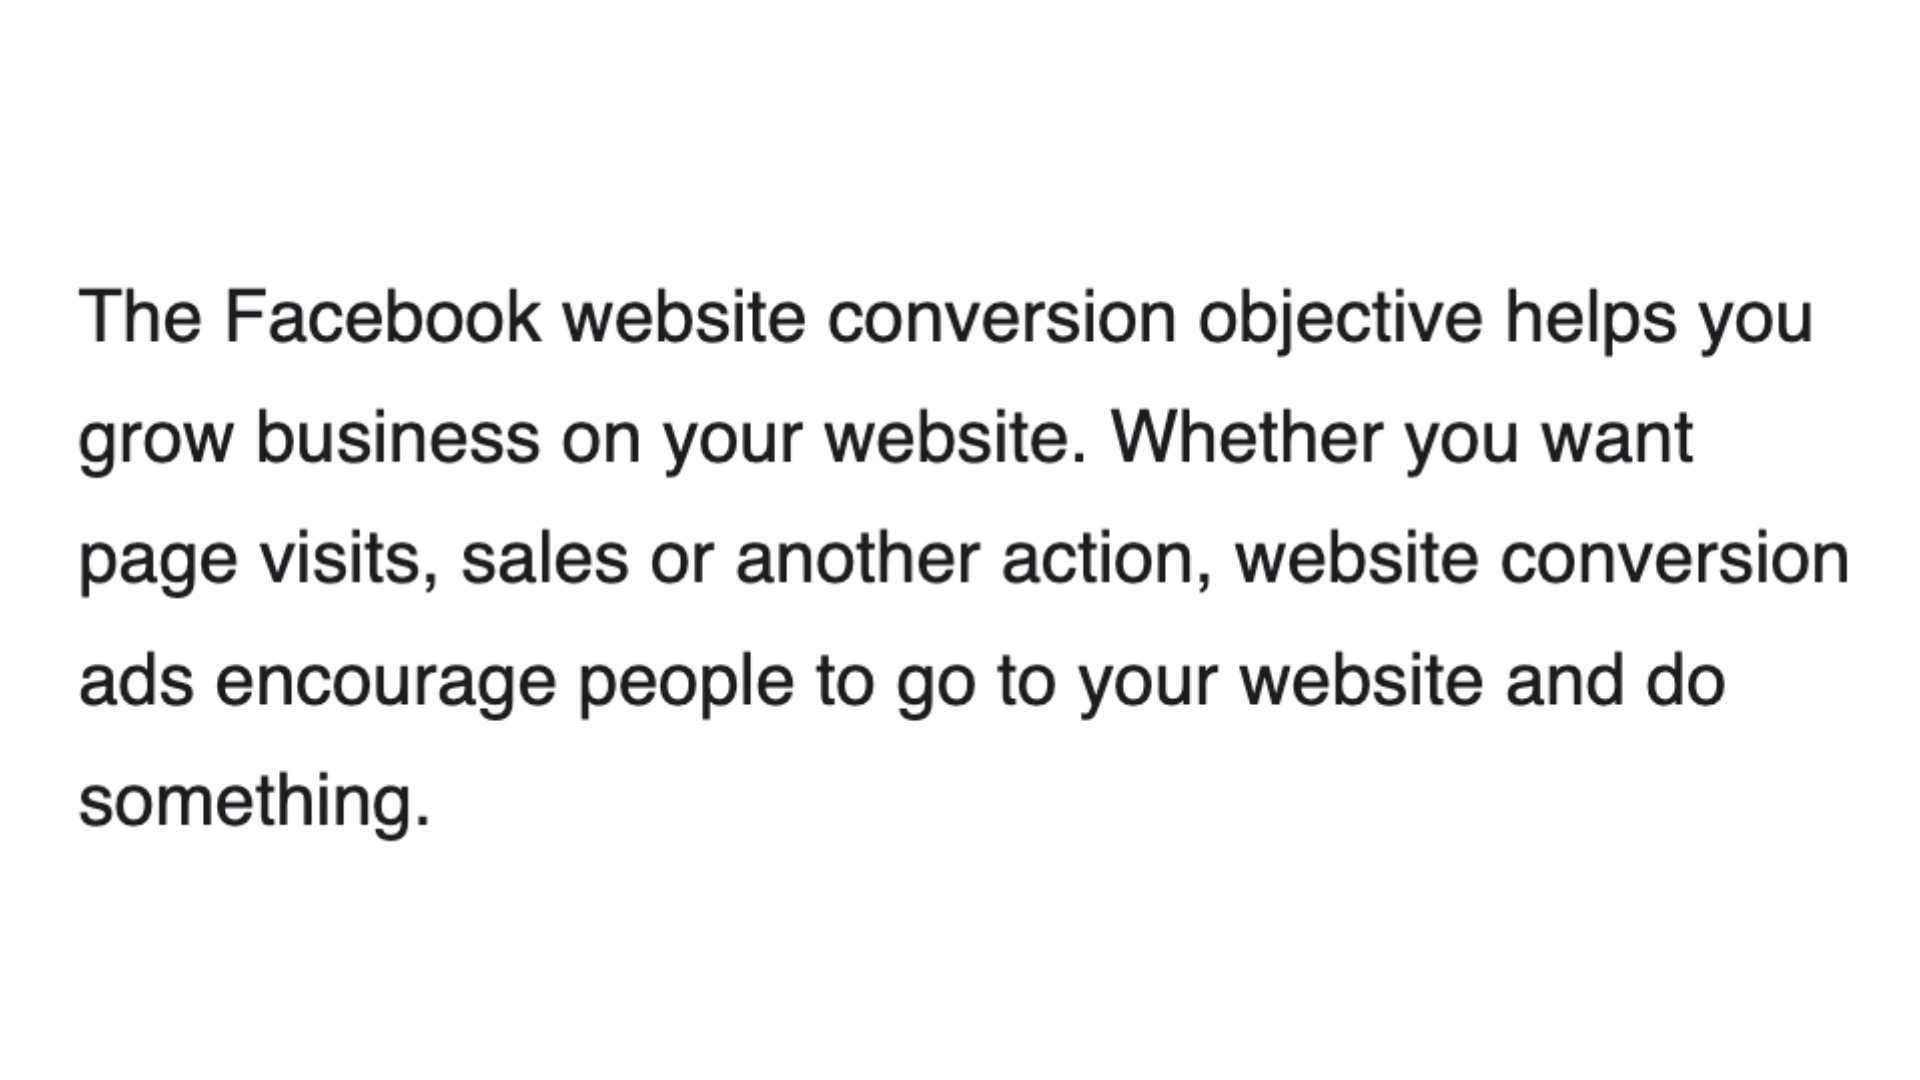 The Facebook website conversion objective helps you
grow business on your website. Whether you want
page visits, sales or another action, website conversion
ads encourage people to go to your website and do
something.